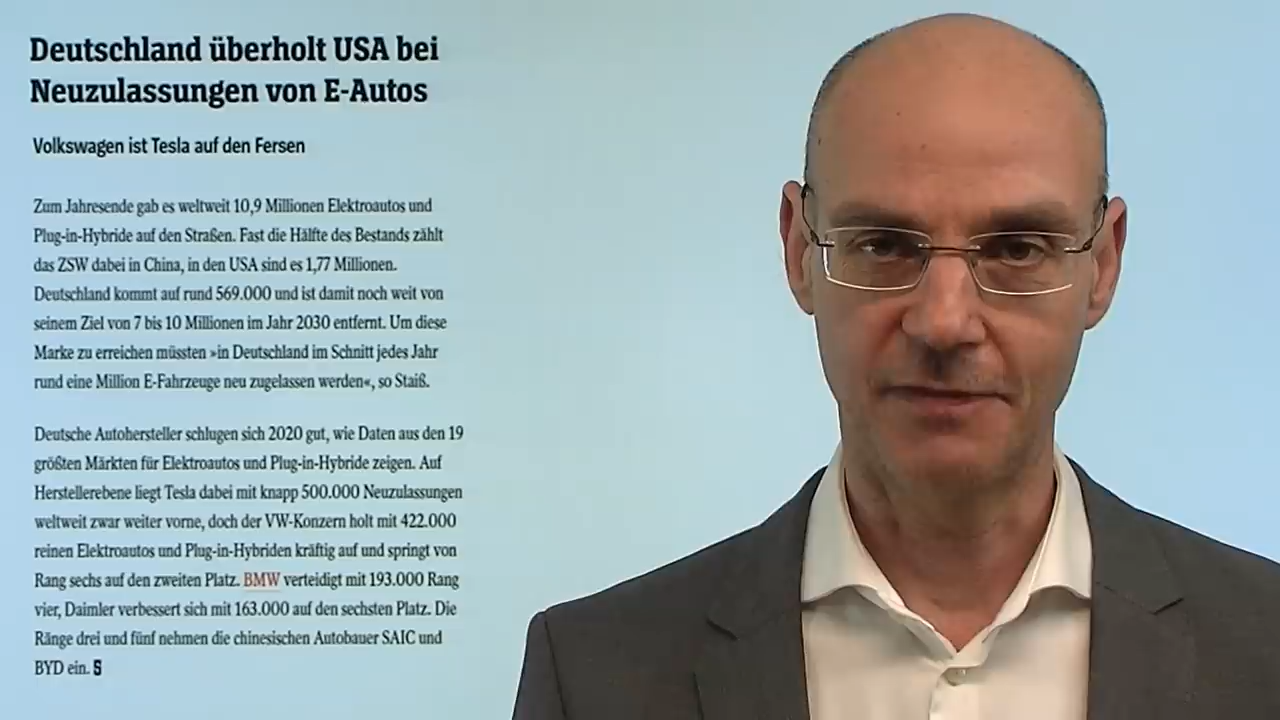 Deutschland überholt USA bei
Neuzulassungen von E-Autos
Volkswagen ist Tesla auf den Fersen
Zum Jahresende gab es weltweit 10,9 Millionen Elektroautos und
Plug-in-Hybride auf den Straßen. Fast die Hälfte des Bestands zählt
das ZSW dabei in China, in den USA sind es 1,77 Millionen.
Deutschland kommt auf rund 569.000 und ist damit noch weit von
seinem Ziel von 7 bis 10 Millionen im Jahr 2030 entfernt. Um diese
Marke zu erreichen müssten »in Deutschland im Schnitt jedes Jahr
rund eine Million E-Fahrzeuge neu zugelassen werden«, so Staiß.
Deutsche Autohersteller schlugen sich 2020 gut, wie Daten aus den 19
größten Märkten für Elektroautos und Plug-in-Hybride zeigen. Auf
Herstellerebene liegt Tesla dabei mit knapp 500.000 Neuzulassungen
weltweit zwar weiter vorne, doch der VW-Konzern holt mit 422.000
reinen Elektroautos und Plug-in-Hybriden kräftig auf und springt von
Rang sechs auf den zweiten Platz. BMW verteidigt mit 193.000 Rang
vier, Daimler verbessert sich mit 163.000 auf den sechsten Platz. Die
Ränge drei und fünf nehmen die chinesischen Autobauer SAIC und
BYD ein. S